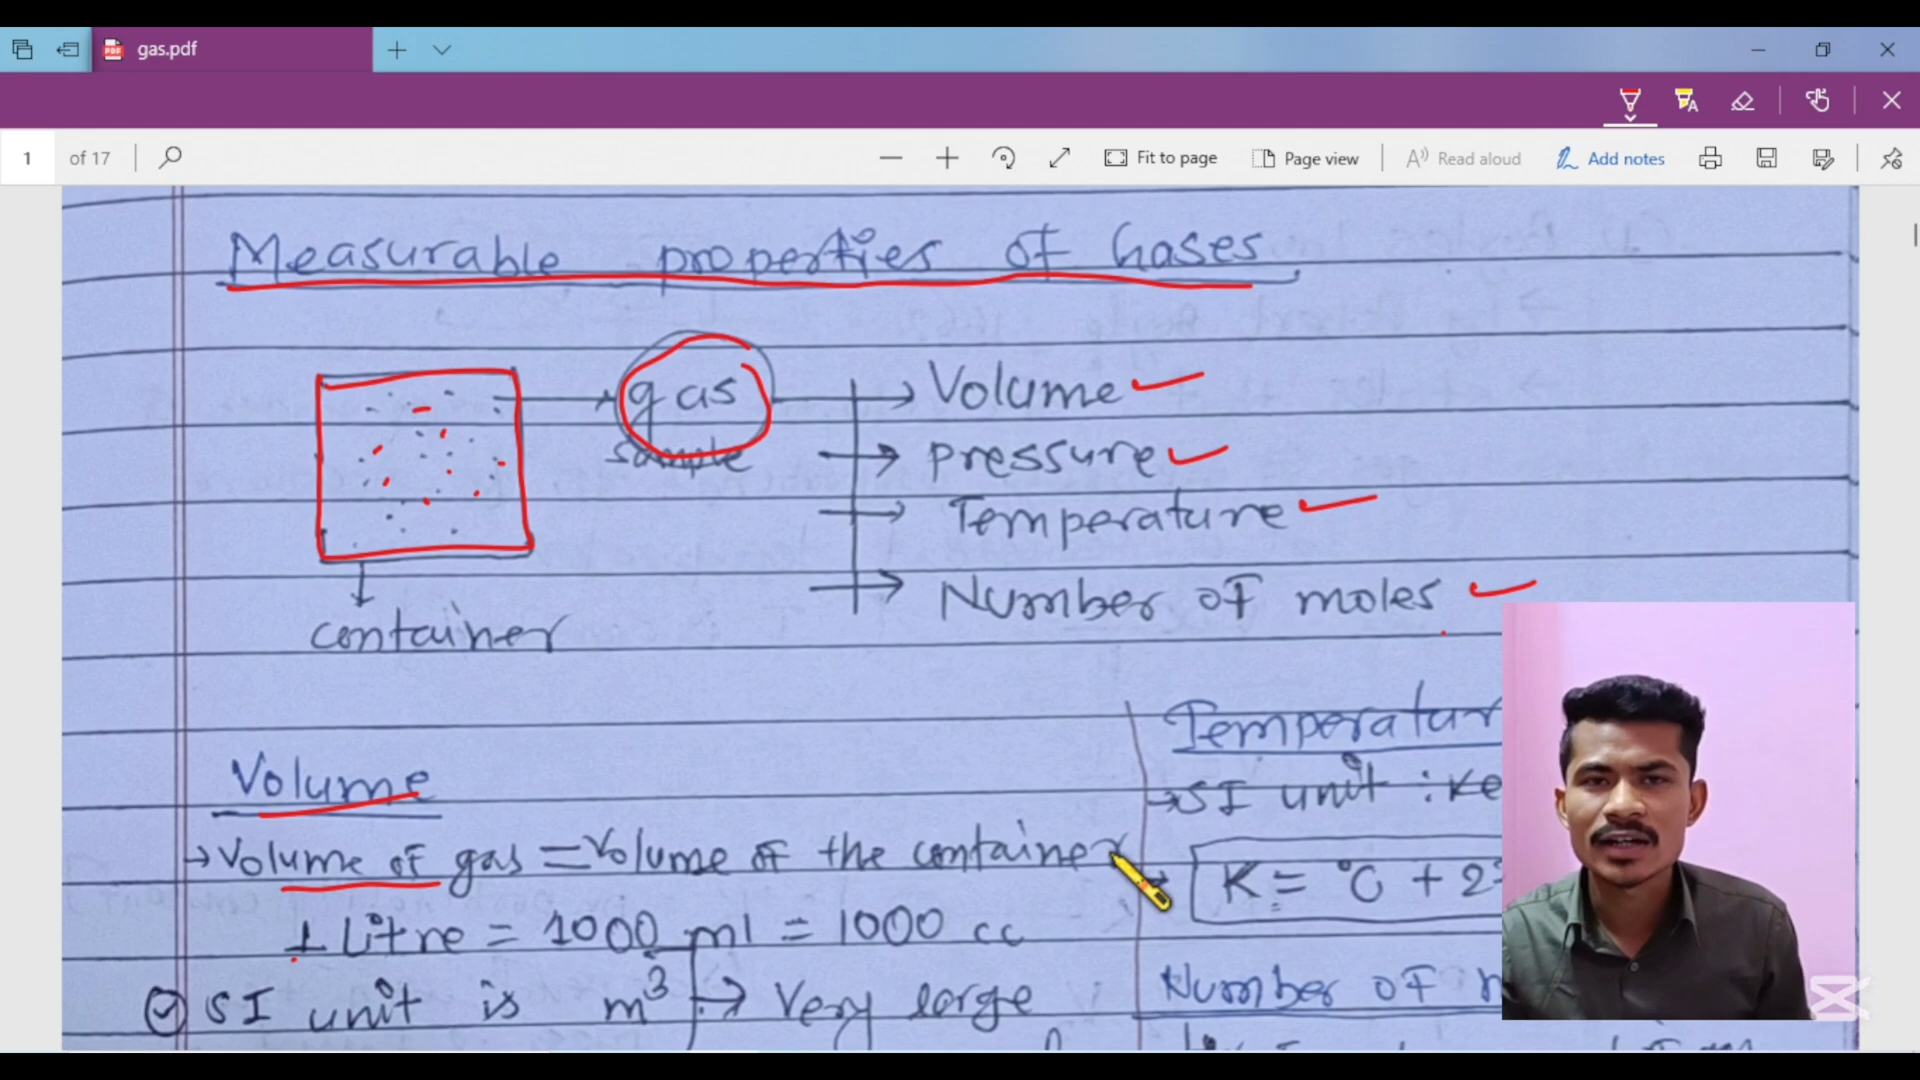 gas.pdf
1 of 17
Fit to page
Page view
Read aloud
Add notes
Measurable properties of Gases
gas
sample
Volume
pressure
Temperature
Number of moles
container
Volume
→ Volume of gas = Volume of the container
1 Litre = 1000 ml = 1000 cc
SI unit is m³ → Very large
Temperatur
→ SI unit : Ke
K = °C + 2
Number of